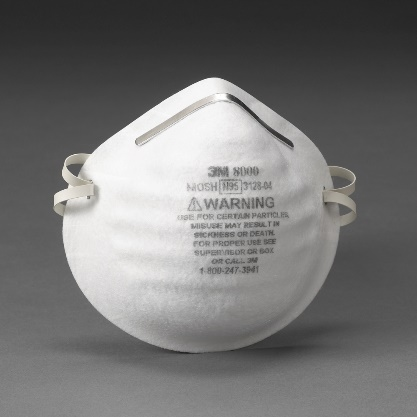 3M 8000
NIOSH N95 3128-04
⚠WARNING
USE FOR CERTAIN PARTICLES.
MISUSE MAY RESULT IN
SICKNESS OR DEATH.
FOR PROPER USE SEE
SUPERVISOR OR BOX
OR CALL 3M
1-800-247-3941